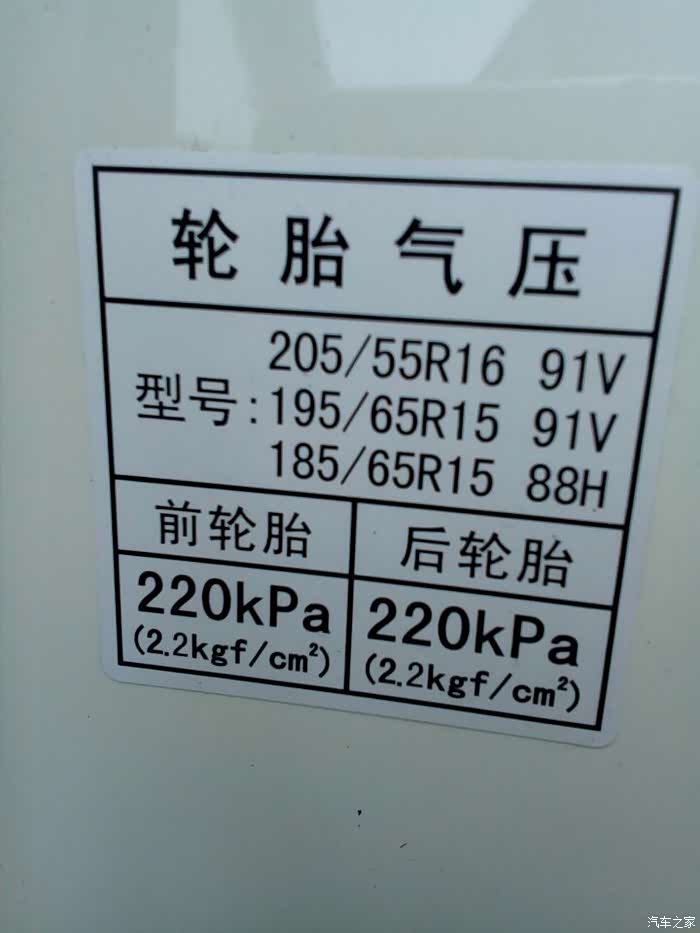 轮胎气压
205/55R16 91V
型号:195/65R15 91V
185/65R15 88H
前轮胎 后轮胎
220kPa 220kPa
(2.2kgf/cm²) (2.2kgf/cm²)
汽车之家